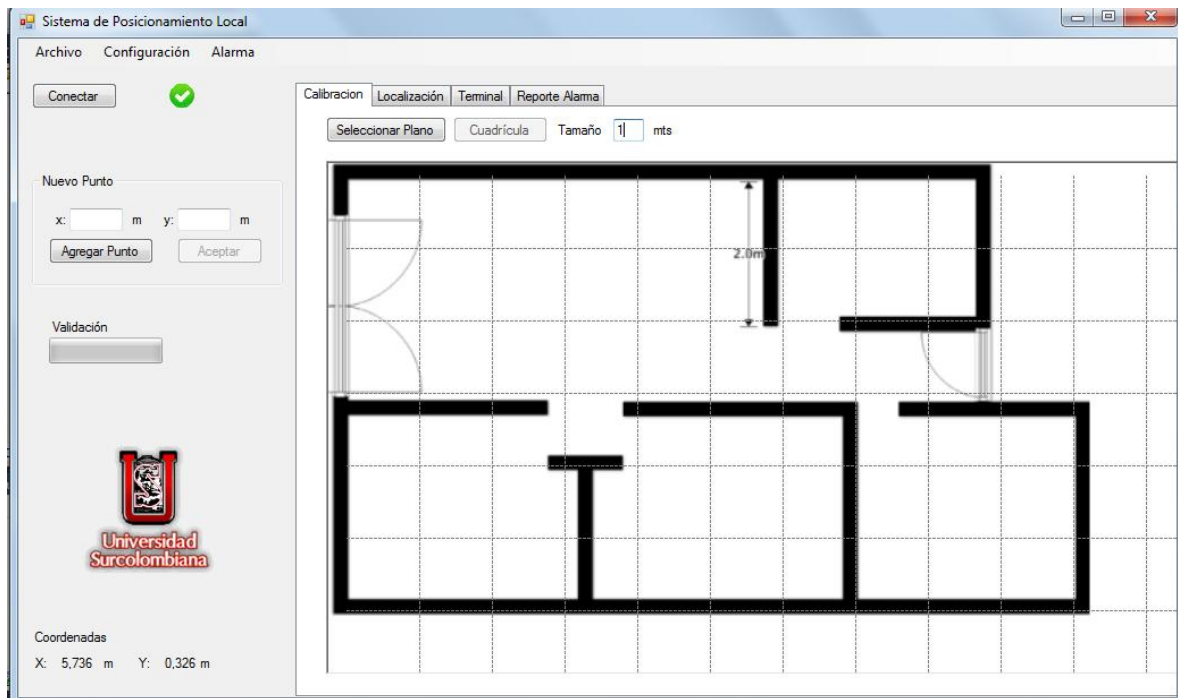 Sistema de Posicionamiento Local
Archivo Configuración Alarma
Conectar
Calibracion Localización Terminal Reporte Alarma
Seleccionar Plano Cuadrícula Tamaño 1 mts
Nuevo Punto
x: m y: m
Agregar Punto Aceptar
2.0m
Validación
Universidad
Surcolombiana
Coordenadas
X: 5,736 m Y: 0,326 m